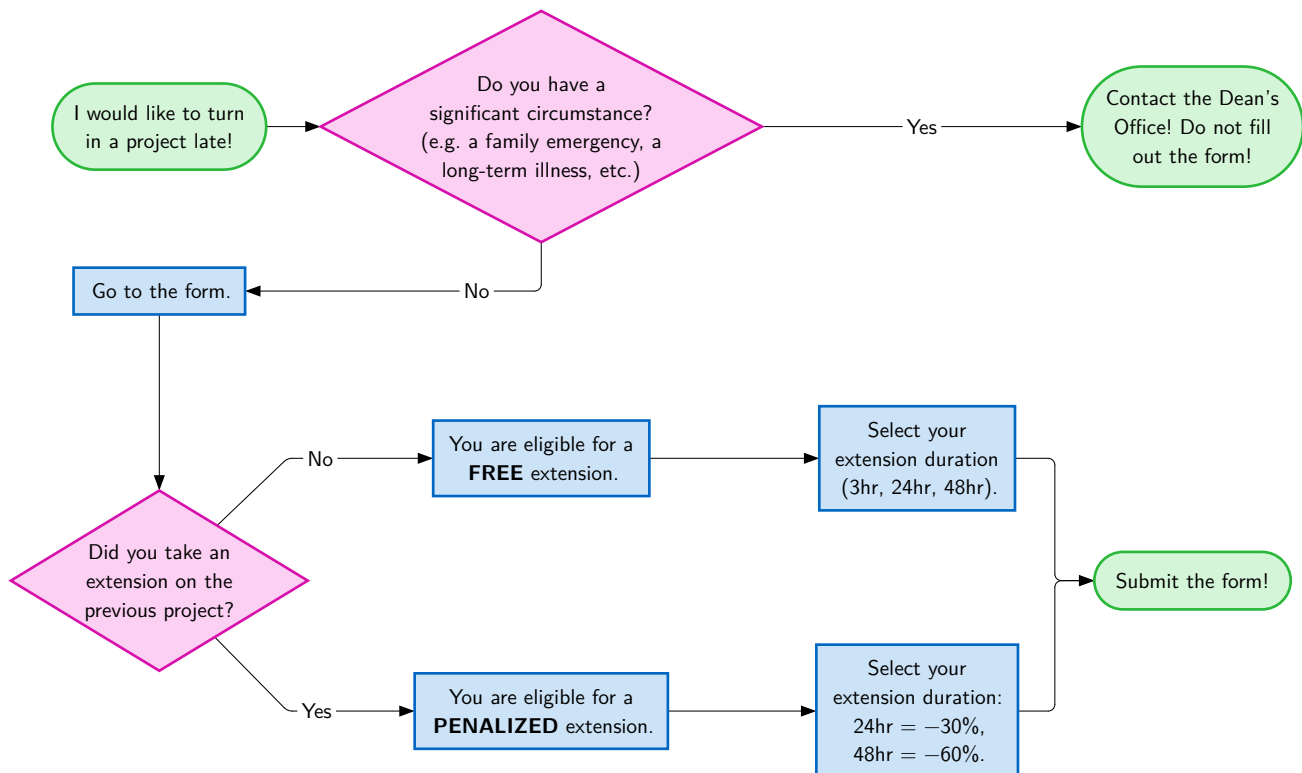 I would like to turn
in a project late!
Do you have a
significant circumstance?
(e.g. a family emergency, a
long-term illness, etc.)
Yes
Contact the Dean's
Office! Do not fill
out the form!
No
Go to the form.
Did you take an
extension on the
previous project?
No
You are eligible for a
FREE extension.
Select your
extension duration
(3hr, 24hr, 48hr).
Yes
You are eligible for a
PENALIZED extension.
Select your
extension duration:
24hr = −30%,
48hr = −60%.
Submit the form!